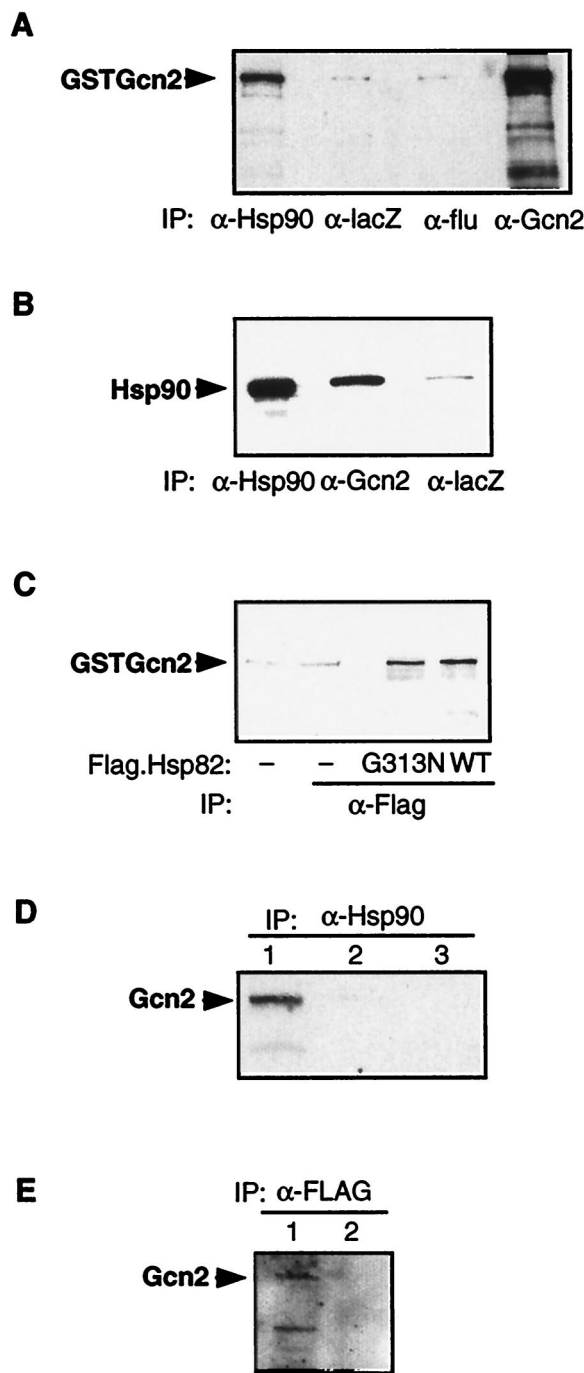 A
GSTGcn2
IP: α-Hsp90 α-lacZ α-flu α-Gcn2
B
Hsp90
IP: α-Hsp90 α-Gcn2 α-lacZ
C
GSTGcn2
Flag.Hsp82: – – G313N WT
IP: α-Flag
D
IP: α-Hsp90
1 2 3
Gcn2
E
IP: α-FLAG
1 2
Gcn2